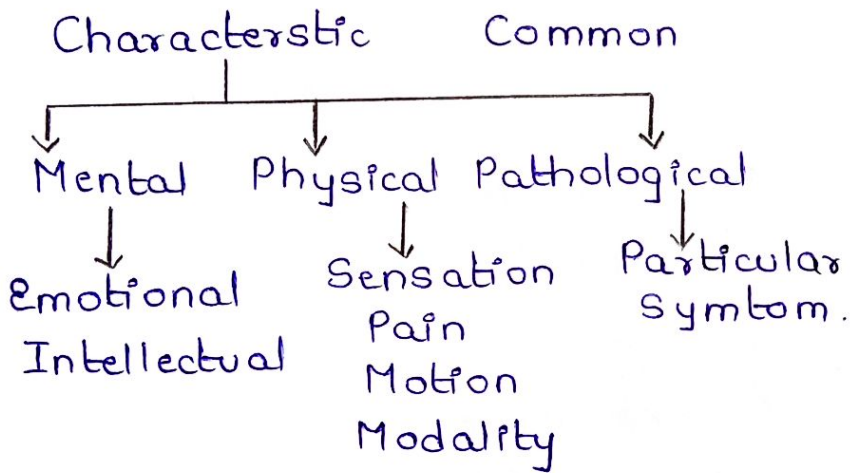 Characterstic Common
Mental Physical Pathological
Emotional
Intellectual
Sensation
Pain
Motion
Modality
Particular
Symtom.